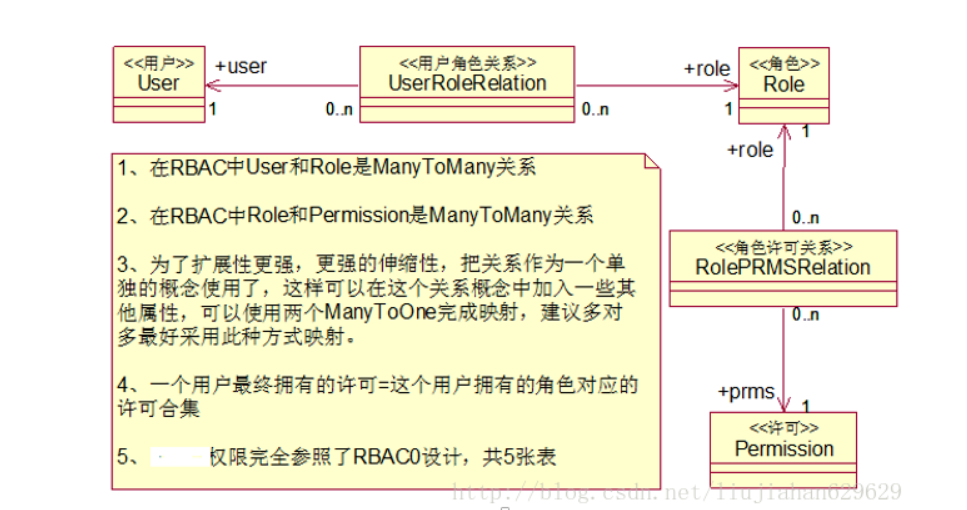 <<用户>>
User
+user
1
0..n
<<用户角色关系>>
UserRoleRelation
0..n
+role
1
<<角色>>
Role
1
+role
0..n
<<角色许可关系>>
RolePRMSRelation
0..n
+prms
1
<<许可>>
Permission
1、在RBAC中User和Role是ManyToMany关系
2、在RBAC中Role和Permission是ManyToMany关系
3、为了扩展性更强，更强的伸缩性，把关系作为一个单
独的概念使用了，这样可以在这个关系概念中加入一些其
他属性，可以使用两个ManyToOne完成映射，建议多对
多最好采用此种方式映射。
4、一个用户最终拥有的许可=这个用户拥有的角色对应的
许可合集
5、权限完全参照了RBAC0设计，共5张表
http://blog.csdn.net/liujiahan629629